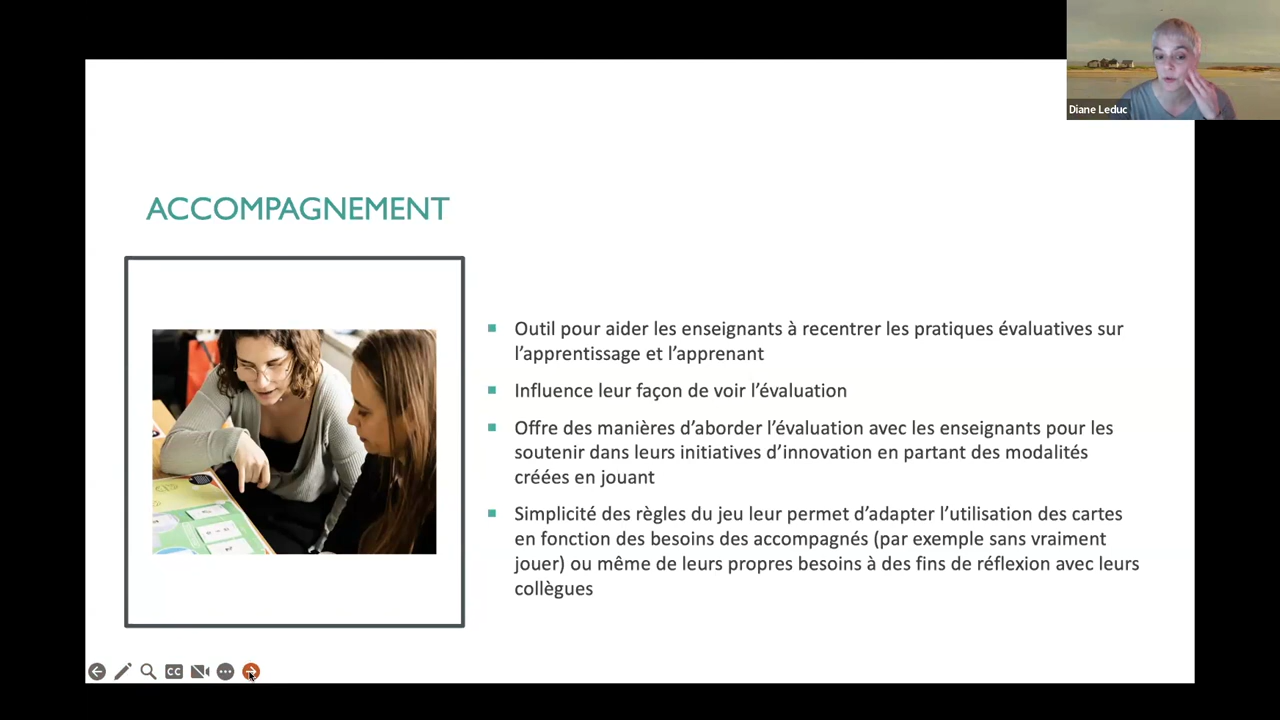 Diane Leduc
ACCOMPAGNEMENT
Outil pour aider les enseignants à recentrer les pratiques évaluatives sur
l’apprentissage et l’apprenant
Influence leur façon de voir l’évaluation
Offre des manières d’aborder l’évaluation avec les enseignants pour les
soutenir dans leurs initiatives d’innovation en partant des modalités
créées en jouant
Simplicité des règles du jeu leur permet d’adapter l’utilisation des cartes
en fonction des besoins des accompagnés (par exemple sans vraiment
jouer) ou même de leurs propres besoins à des fins de réflexion avec leurs
collègues
CC